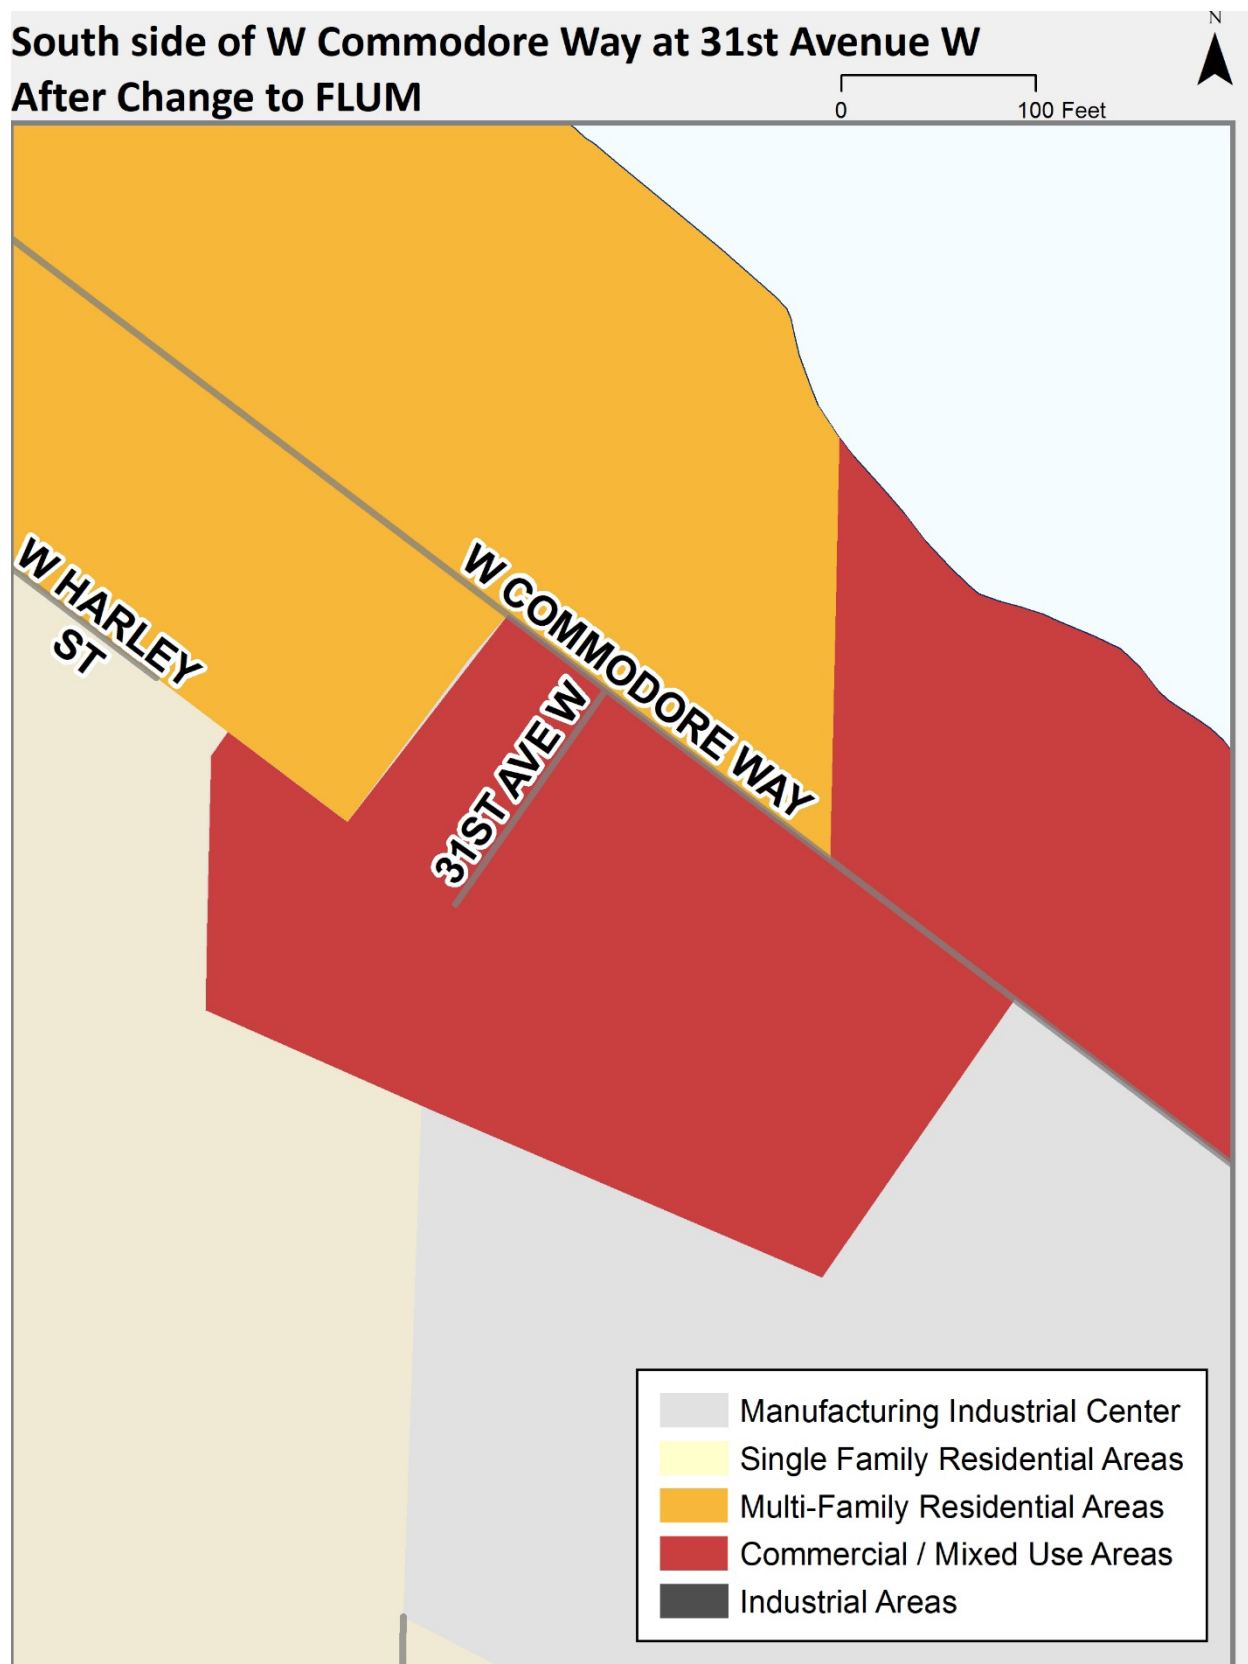 N
South side of W Commodore Way at 31st Avenue W
After Change to FLUM
0 100 Feet
W HARLEY
ST
W COMMODORE WAY
31ST AVE W
Manufacturing Industrial Center
Single Family Residential Areas
Multi-Family Residential Areas
Commercial / Mixed Use Areas
Industrial Areas